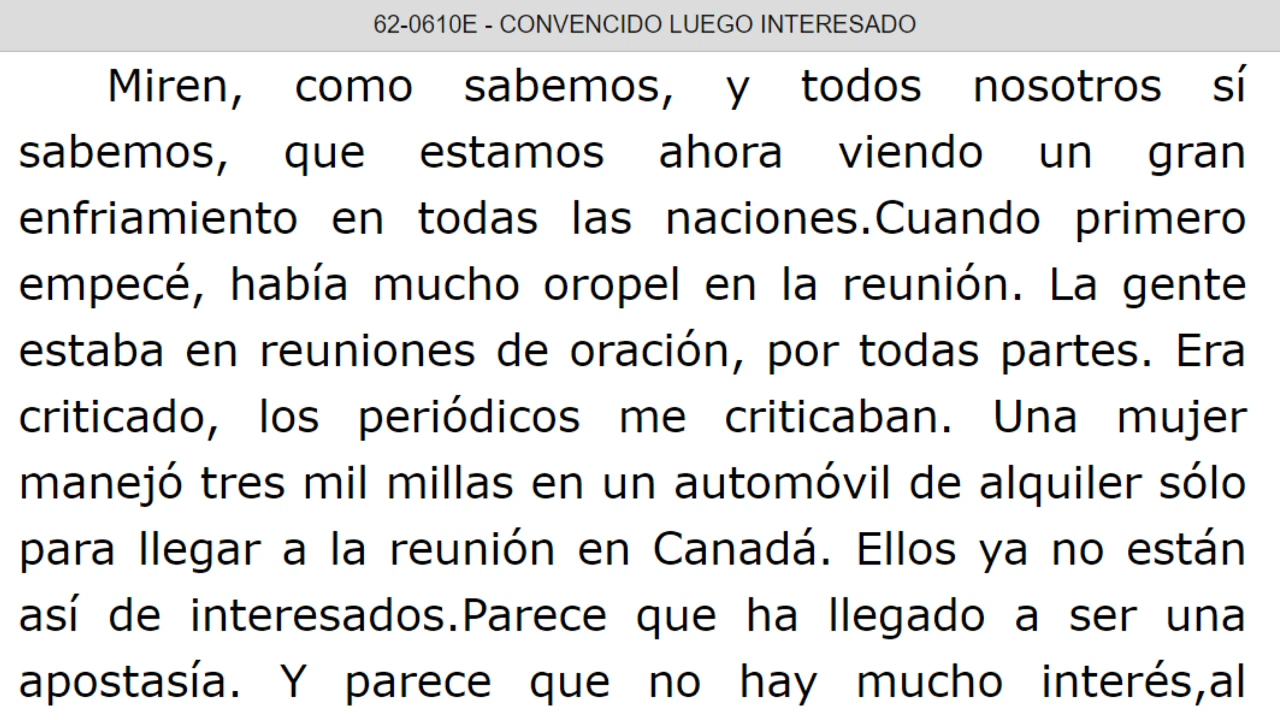 62-0610E - CONVENCIDO LUEGO INTERESADO
Miren, como sabemos, y todos nosotros sí
sabemos, que estamos ahora viendo un gran
enfriamiento en todas las naciones.Cuando primero
empecé, había mucho oropel en la reunión. La gente
estaba en reuniones de oración, por todas partes. Era
criticado, los periódicos me criticaban. Una mujer
manejó tres mil millas en un automóvil de alquiler sólo
para llegar a la reunión en Canadá. Ellos ya no están
así de interesados.Parece que ha llegado a ser una
apostasía. Y parece que no hay mucho interés,al